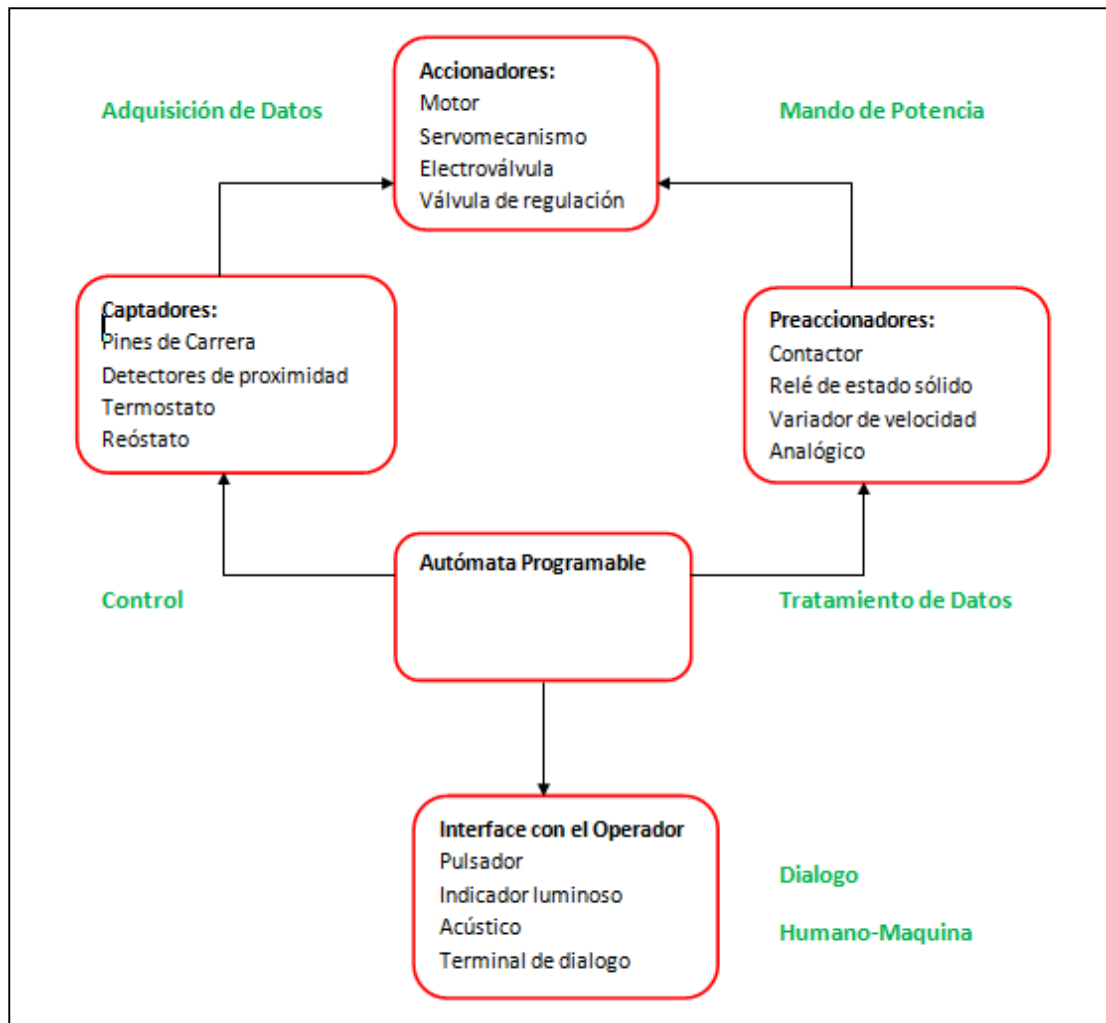 Accionadores:
Motor
Servomecanismo
Electroválvula
Válvula de regulación
Adquisición de Datos
Mando de Potencia
Captadores:
Pines de Carrera
Detectores de proximidad
Termostato
Reóstato
Preaccionadores:
Contactor
Relé de estado sólido
Variador de velocidad
Analógico
Autómata Programable
Control
Tratamiento de Datos
Interface con el Operador
Pulsador
Indicador luminoso
Acústico
Terminal de dialogo
Dialogo
Humano-Maquina